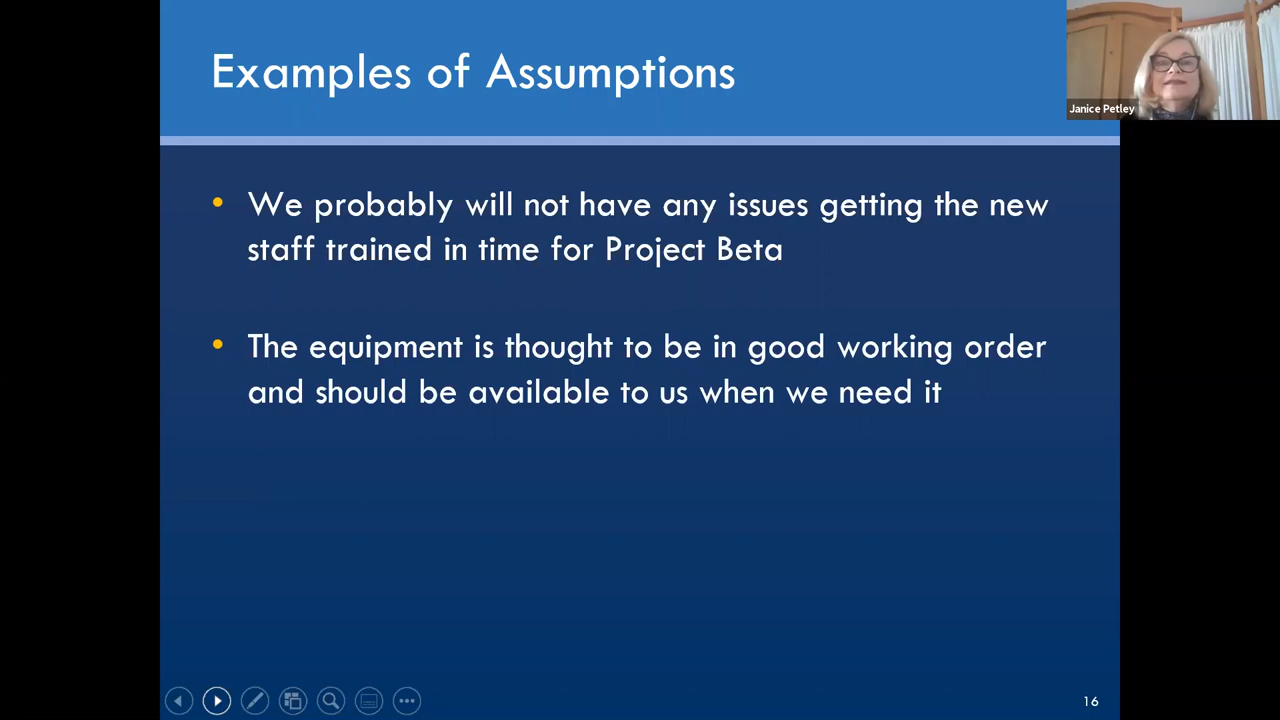 Examples of Assumptions
Janice Petley
• We probably will not have any issues getting the new
staff trained in time for Project Beta
• The equipment is thought to be in good working order
and should be available to us when we need it
16